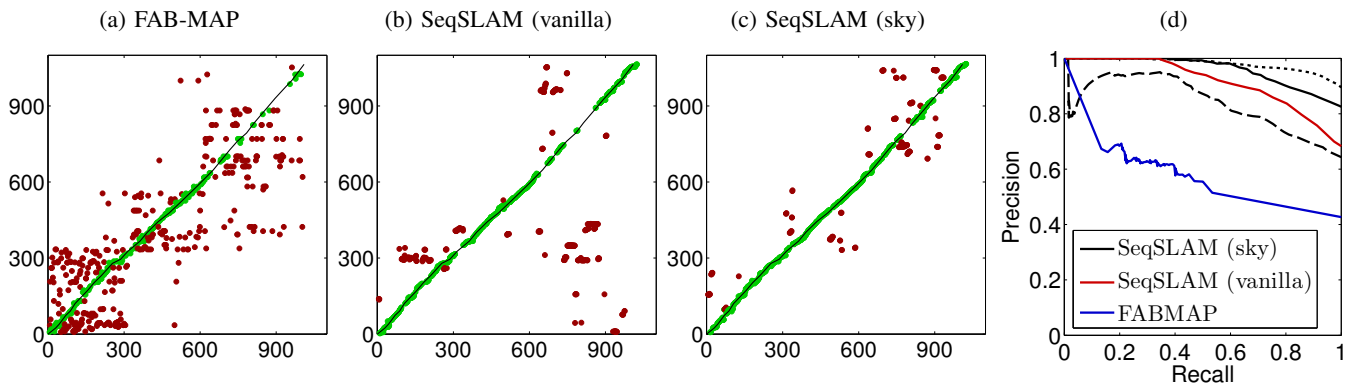 (a) FAB-MAP
(b) SeqSLAM (vanilla)
(c) SeqSLAM (sky)
(d)
900
600
300
0
0 300 600 900
900
600
300
0
0 300 600 900
900
600
300
0
0 300 600 900
1
0.8
0.6
0.4
0.2
0
Precision
SeqSLAM (sky)
SeqSLAM (vanilla)
FABMAP
0 0.2 0.4 0.6 0.8 1
Recall